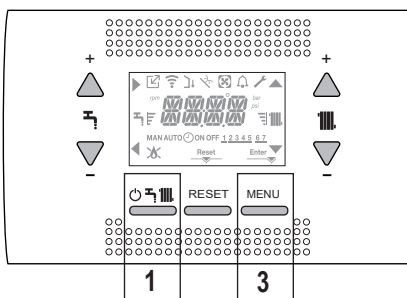 + +
rpm bar
psi
MAN AUTO ON OFF 1 2 3 4 5 6 7
Reset Enter
- -
RESET MENU
1 3